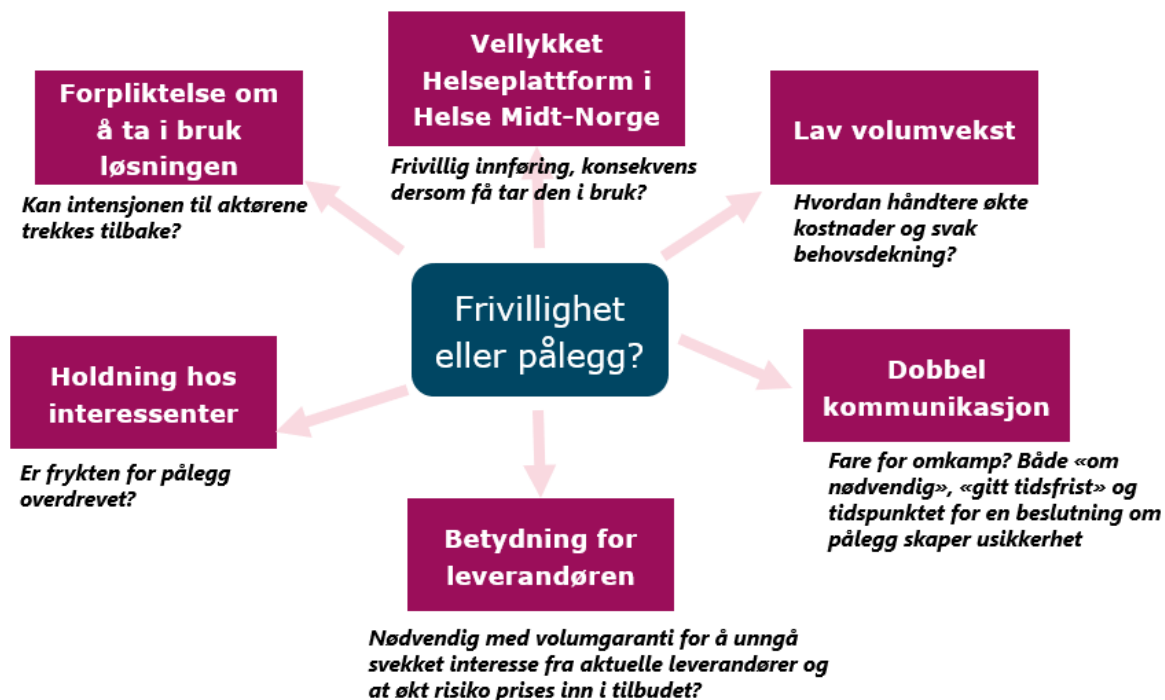 Vellykket
Helseplattform i
Helse Midt-Norge
Frivillig innføring, konsekvens
dersom få tar den i bruk?
Forpliktelse om
å ta i bruk
løsningen
Kan intensjonen til aktørene
trekkes tilbake?
Lav volumvekst
Hvordan håndtere økte
kostnader og svak
behovsdekning?
Frivillighet
eller pålegg?
Holdning hos
interessenter
Er frykten for pålegg
overdrevet?
Dobbel
kommunikasjon
Fare for omkamp? Både «om
nødvendig», «gitt tidsfrist» og
tidspunktet for en beslutning om
pålegg skaper usikkerhet
Betydning for
leverandøren
Nødvendig med volumgaranti for å unngå
svekket interesse fra aktuelle leverandører og
at økt risiko prises inn i tilbudet?